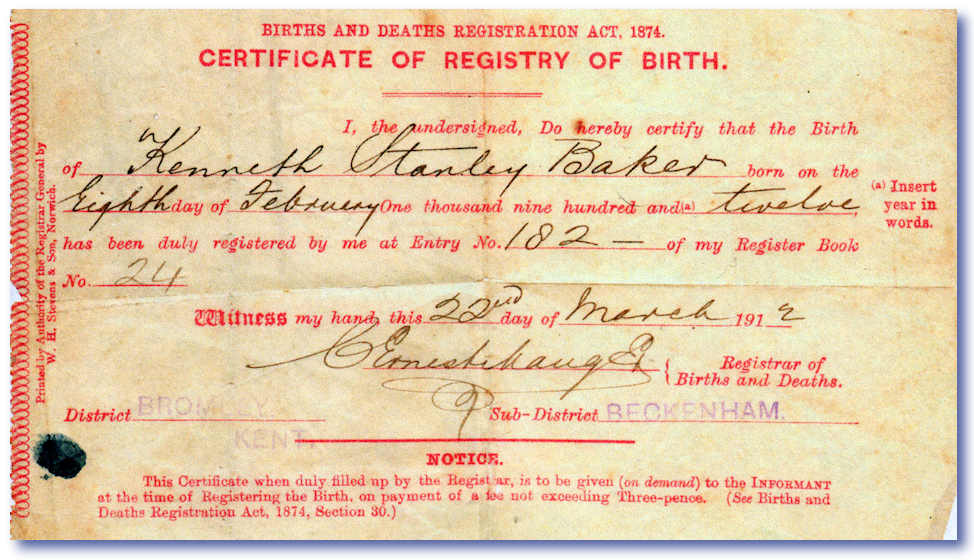 BIRTHS AND DEATHS REGISTRATION ACT, 1874.
CERTIFICATE OF REGISTRY OF BIRTH.
I, the undersigned, Do hereby certify that the Birth
of Kenneth Stanley Baker born on the
Eighth day of February One thousand nine hundred and (a) twelve
has been duly registered by me at Entry No. 182 — of my Register Book
No. 24
(a) Insert
year in
words.
Witness my hand, this 22nd day of March 1912
Ernest
Registrar of
Births and Deaths.
District BROMLEY Sub-District BECKENHAM.
KENT.
NOTICE.
This Certificate when duly filled up by the Registrar, is to be given (on demand) to the INFORMANT
at the time of Registering the Birth, on payment of a fee not exceeding Three-pence. (See Births and
Deaths Registration Act, 1874, Section 30.)
Printed by Authority of the Registrar General by
W. H. Stevens & Son, Norwich.